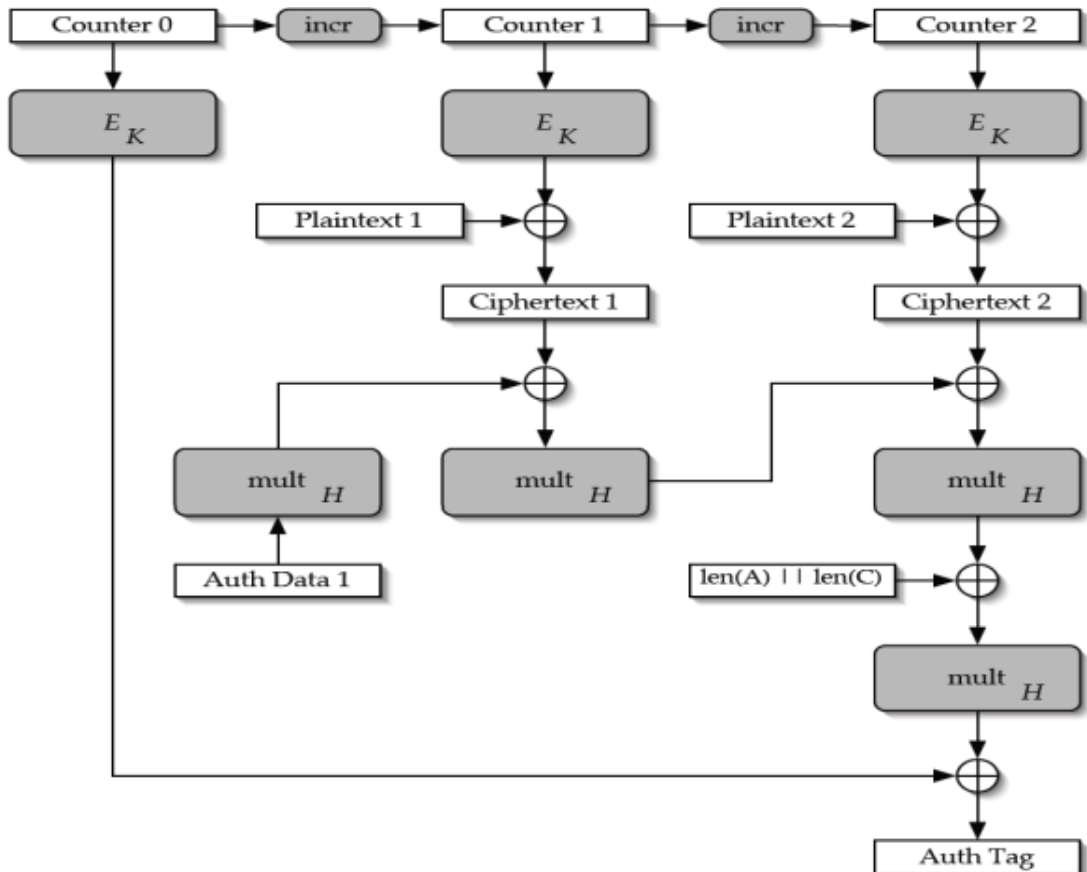 Counter 0
incr
Counter 1
incr
Counter 2
E K
E K
E K
Plaintext 1
Plaintext 2
Ciphertext 1
Ciphertext 2
mult H
mult H
mult H
Auth Data 1
len(A) || len(C)
mult H
Auth Tag